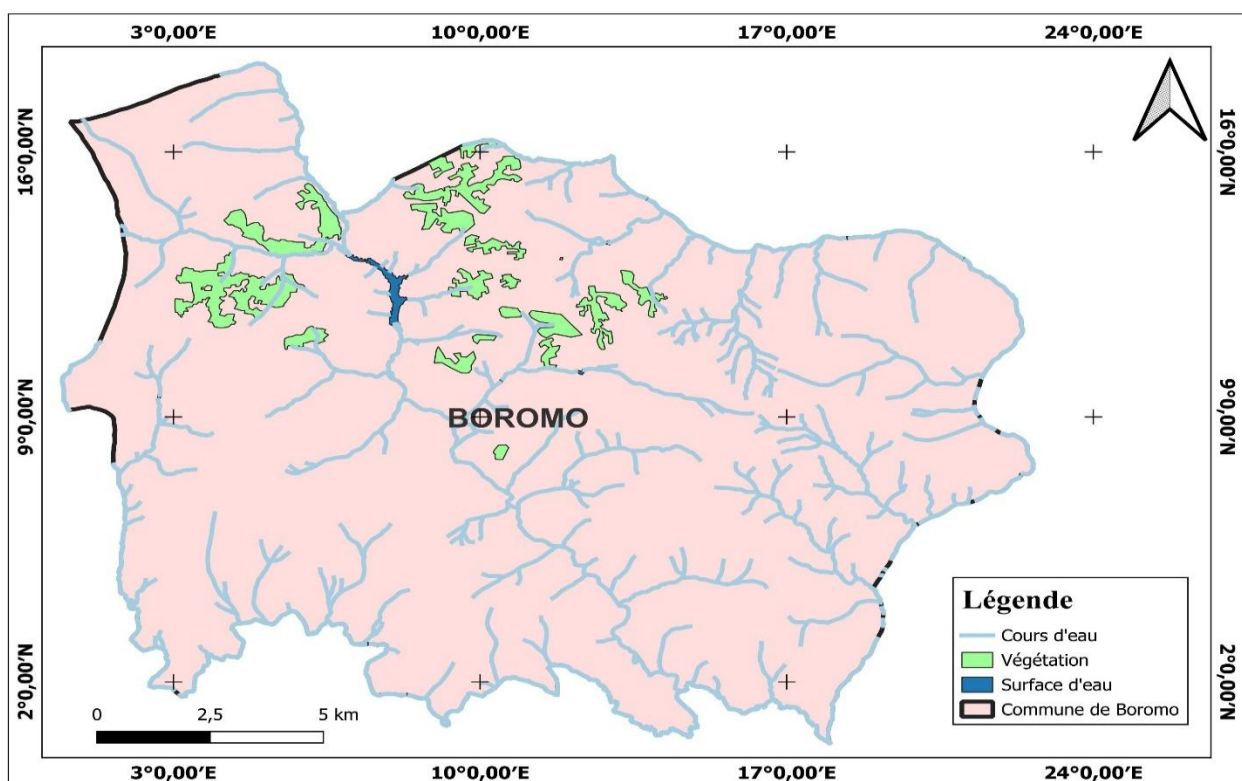 3°0,00′E 10°0,00′E 17°0,00′E 24°0,00′E
16°0,00′N
16°0,00′N
9°0,00′N
BOROMO
9°0,00′N
Légende
Cours d'eau
Végétation
Surface d'eau
Commune de Boromo
2°0,00′N
2°0,00′N
0 2,5 5 km
3°0,00′E 10°0,00′E 17°0,00′E 24°0,00′E